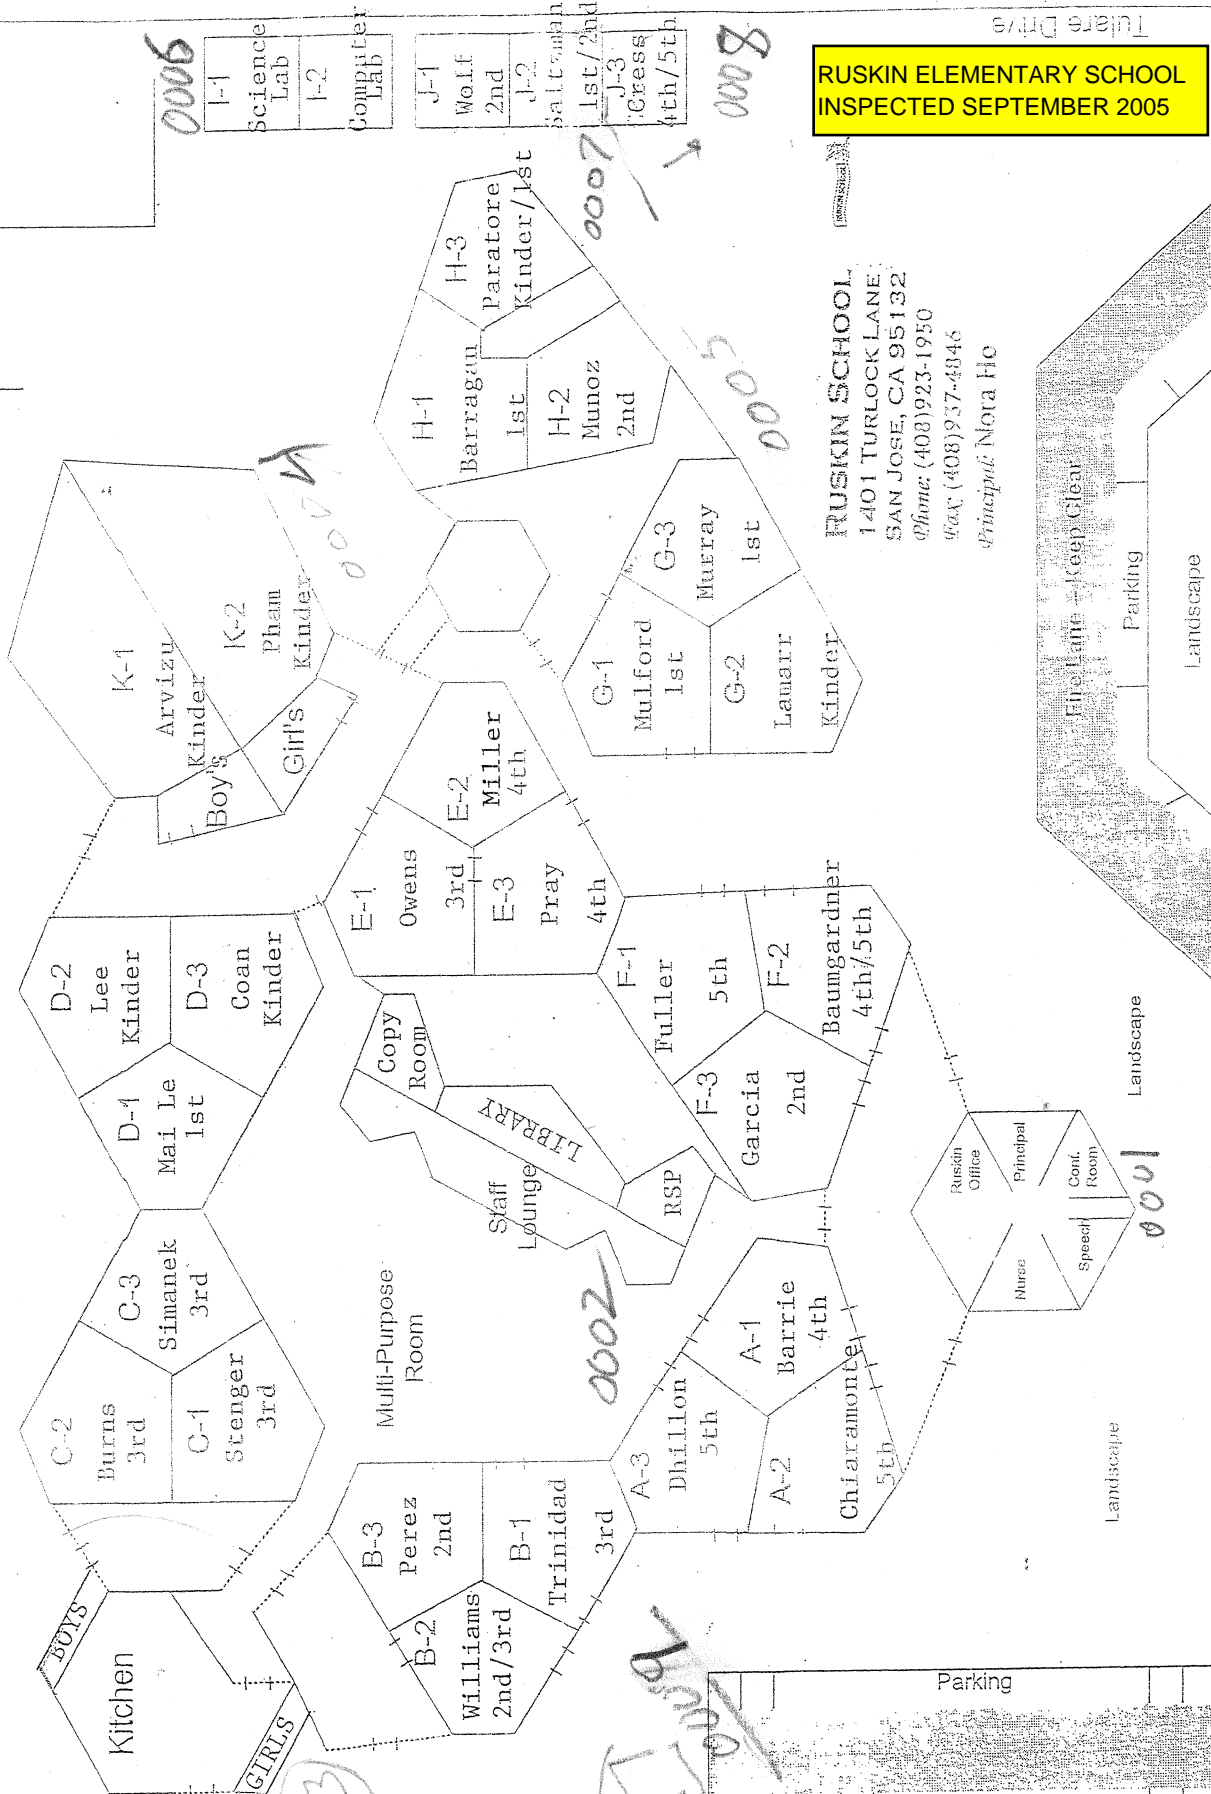 RUSKIN ELEMENTARY SCHOOL
INSPECTED SEPTEMBER 2005
Tulare Drive
0006
I-1
Science
Lab
I-2
Computer
Lab
J-1
Wolff
2nd
J-2
Saltsman
1st/2nd
J-3
Cress
4th/5th
0007
0008
H-3
Paratore
Kinder/1st
H-1
Barragan
1st
H-2
Munoz
2nd
0005
RUSKIN SCHOOL
1401 TURLOCK LANE
SAN JOSE, CA 95132
Phone: (408)923-1950
Fax: (408)937-4846
Principal: Nora Ho
K-1
Arvizu
Kinder
K-2
Pham
Kinder
0004
Boy's
Girl's
G-3
Murray
1st
G-1
Mulford
1st
G-2
Lamarr
Kinder
Fire Lane - Keep Clear
Parking
Landscape
E-2
Miller
4th
E-1
Owens
3rd
E-3
Pray
4th
D-2
Lee
Kinder
D-3
Coan
Kinder
D-1
Mai Le
1st
F-1
Fuller
5th
F-2
Baumgardner
4th/5th
F-3
Garcia
2nd
Copy
Room
LIBRARY
Staff
Lounge
RSP
Landscape
Ruskin
Office
Principal
Conf.
Room
Nurse
Speech
0001
C-3
Simanek
3rd
C-2
Burns
3rd
C-1
Stenger
3rd
Multi-Purpose
Room
0002
A-1
Barrie
4th
A-3
Dhillon
5th
A-2
Chiaramonte
5th
Landscape
B-3
Perez
2nd
B-1
Trinidad
3rd
B-2
Williams
2nd/3rd
BOYS
Kitchen
GIRLS
3
Parking